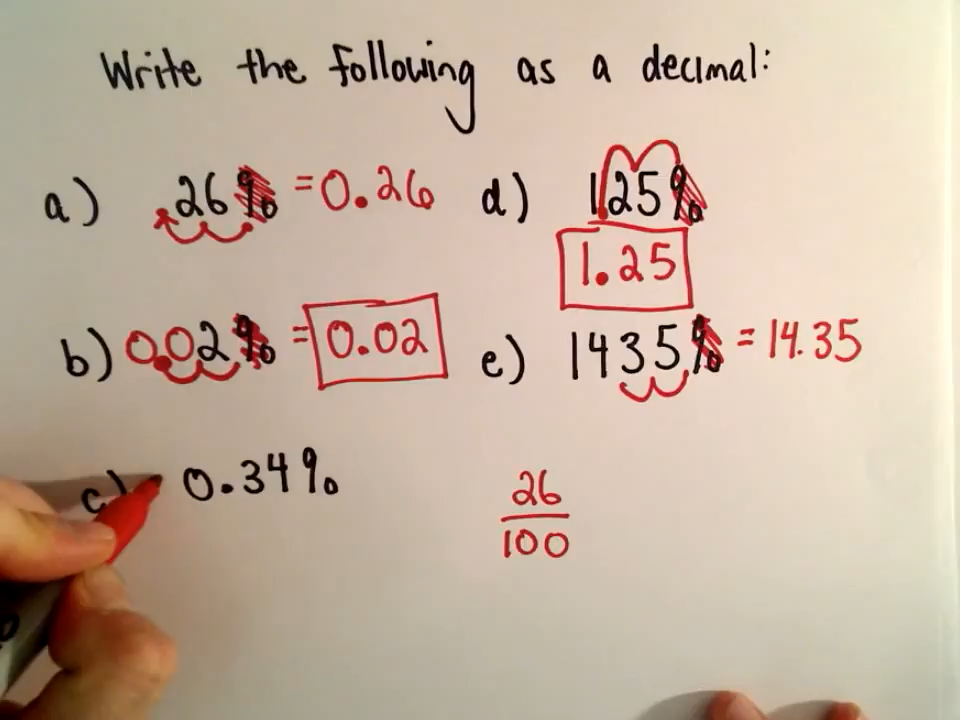 Write the following as a decimal:
a) 26% = 0.26
d) 125%
1.25
b) 0.02% = 0.02
e) 1435% = 14.35
c) 0.34%
26
100